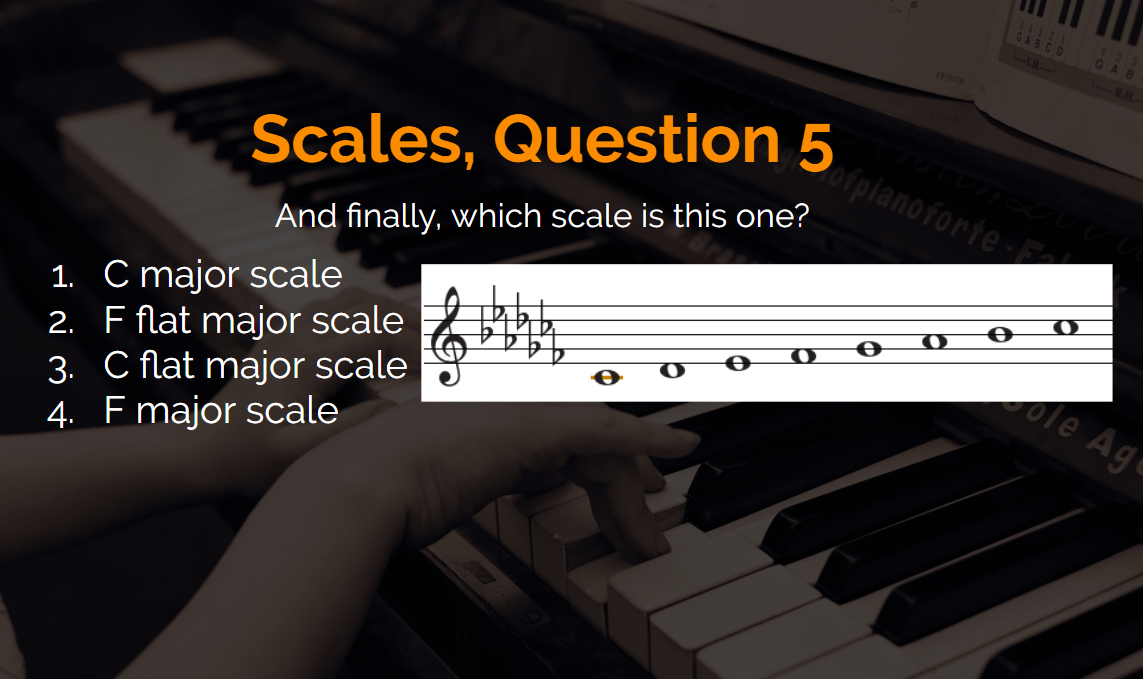 Scales, Question 5
And finally, which scale is this one?
1. C major scale
2. F flat major scale
3. C flat major scale
4. F major scale